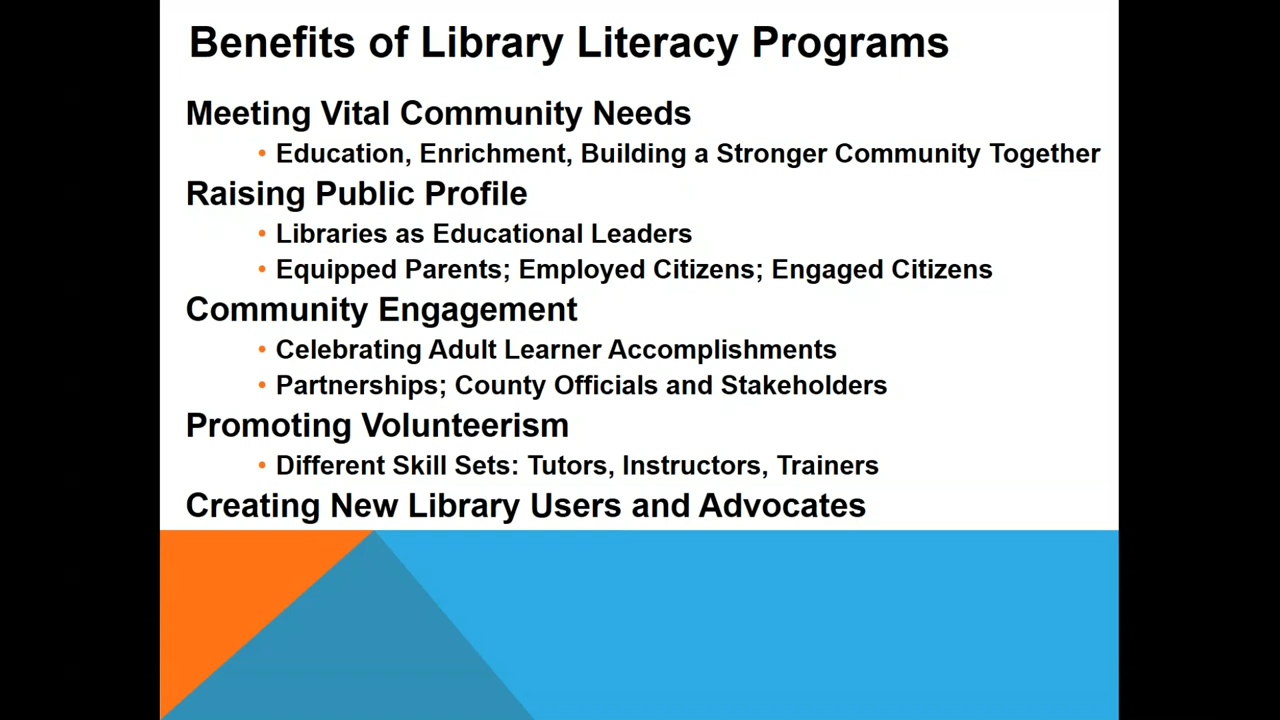 Benefits of Library Literacy Programs
Meeting Vital Community Needs
• Education, Enrichment, Building a Stronger Community Together
Raising Public Profile
• Libraries as Educational Leaders
• Equipped Parents; Employed Citizens; Engaged Citizens
Community Engagement
• Celebrating Adult Learner Accomplishments
• Partnerships; County Officials and Stakeholders
Promoting Volunteerism
• Different Skill Sets: Tutors, Instructors, Trainers
Creating New Library Users and Advocates